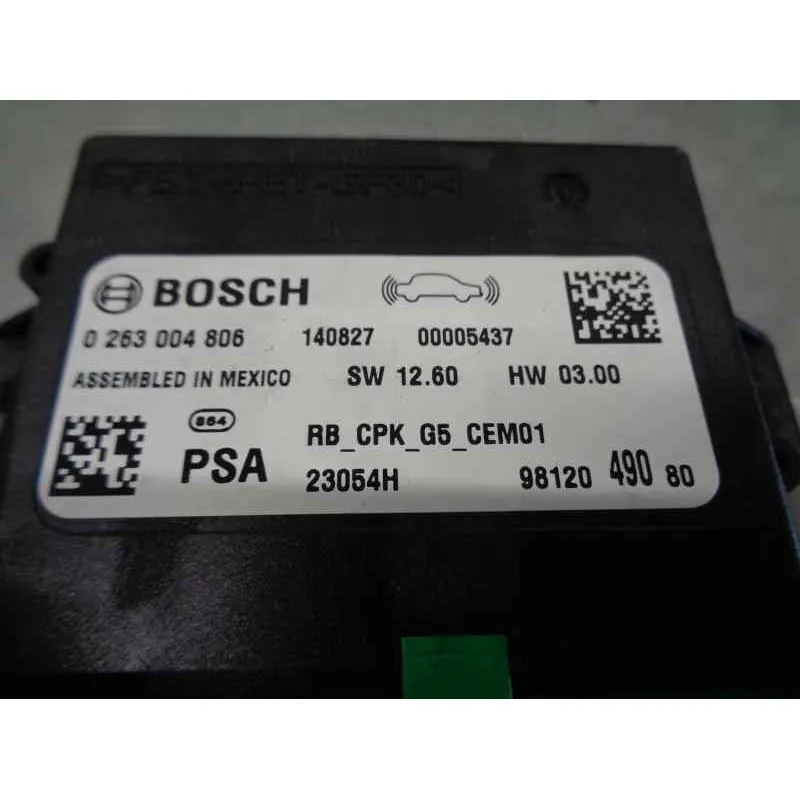 BOSCH
0 263 004 806 140827 00005437
ASSEMBLED IN MEXICO SW 12.60 HW 03.00
864
RB_CPK_G5_CEM01
PSA 23054H 98120 490 80